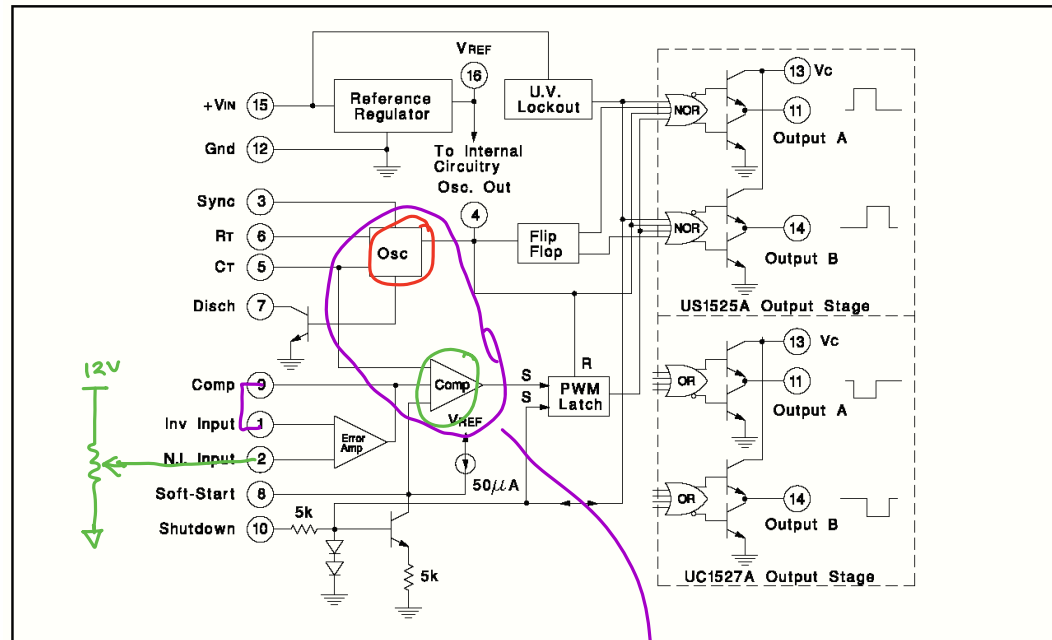 VREF
16
+VIN 15
Reference
Regulator
U.V.
Lockout
Gnd 12
To Internal
Circuitry
Osc. Out
4
Sync 3
RT 6
CT 5
Osc
Disch 7
Flip
Flop
NOR
13 Vc
11
Output A
NOR
14
Output B
US1525A Output Stage
12V
Comp 9
Inv Input 1
N.I. Input 2
Soft-Start 8
Shutdown 10
5k
Error
Amp
Comp
VREF
50μA
5k
S
S
R
PWM
Latch
OR
13 Vc
11
Output A
OR
14
Output B
UC1527A Output Stage